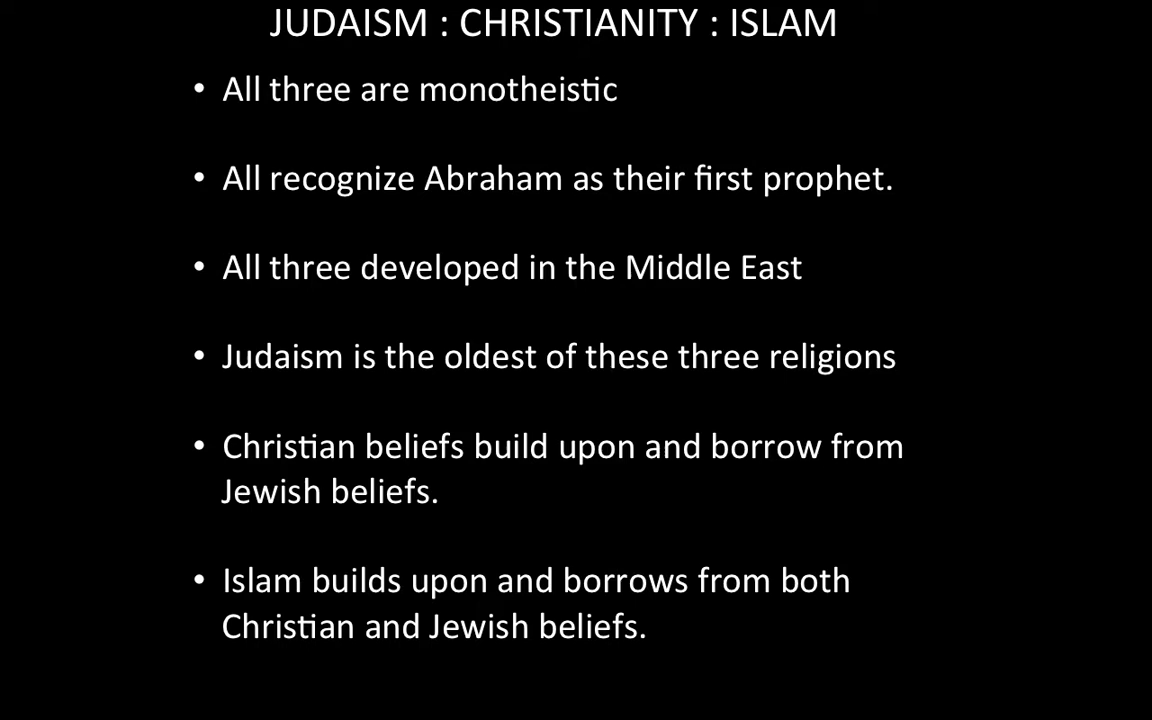 JUDAISM : CHRISTIANITY : ISLAM
• All three are monotheistic
• All recognize Abraham as their first prophet.
• All three developed in the Middle East
• Judaism is the oldest of these three religions
• Christian beliefs build upon and borrow from
Jewish beliefs.
• Islam builds upon and borrows from both
Christian and Jewish beliefs.